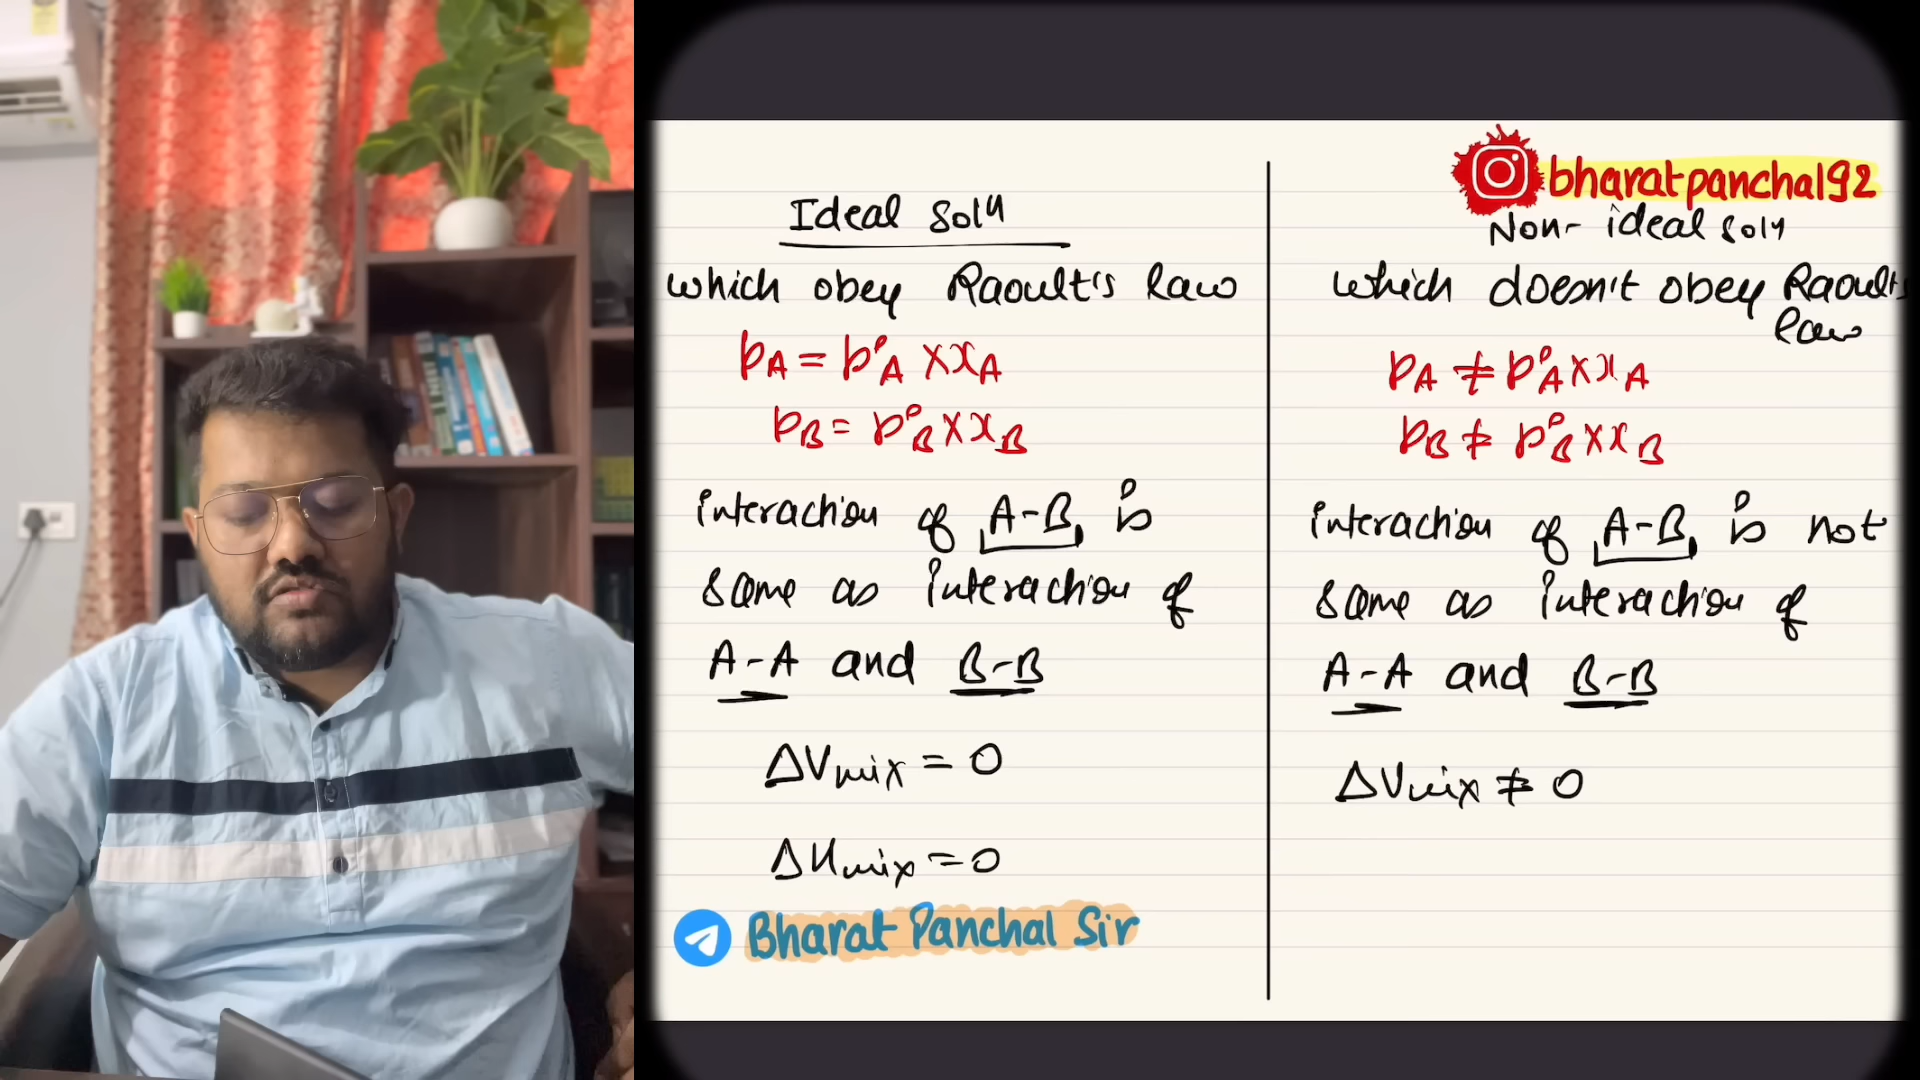 Ideal Solⁿ
which obey Raoult's law
pA = p°A × xA
pB = p°B × xB
interaction of A-B is
same as interaction of
A-A and B-B
ΔVmix = 0
ΔHmix = 0
Bharat Panchal Sir
bharatpanchal92
Non-ideal Solⁿ
which doesn't obey Raoult's
law
pA ≠ p°A × xA
pB ≠ p°B × xB
interaction of A-B is not
same as interaction of
A-A and B-B
ΔVmix ≠ 0